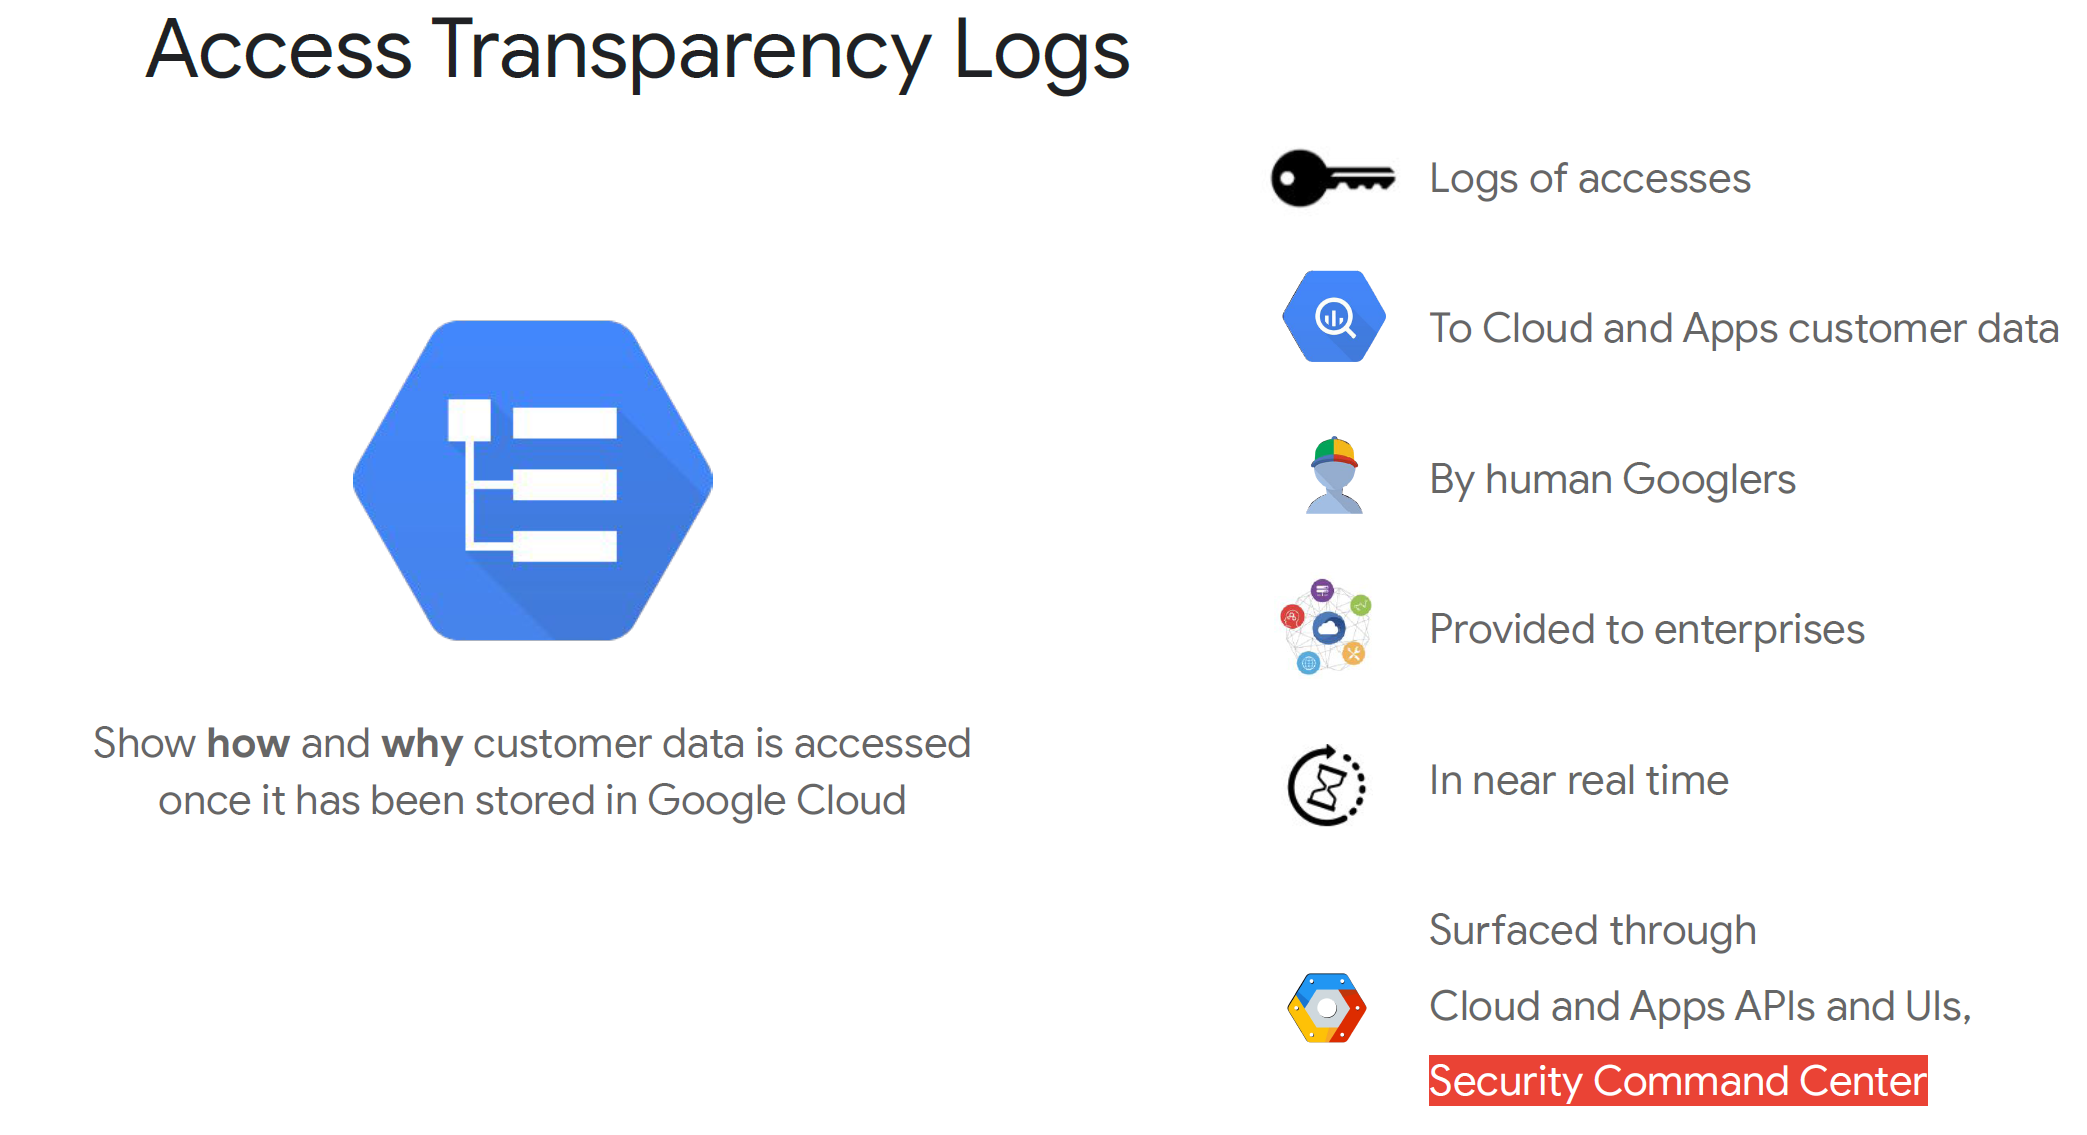 Access Transparency Logs
Show how and why customer data is accessed
once it has been stored in Google Cloud
Logs of accesses
To Cloud and Apps customer data
By human Googlers
Provided to enterprises
In near real time
Surfaced through
Cloud and Apps APIs and UIs,
Security Command Center